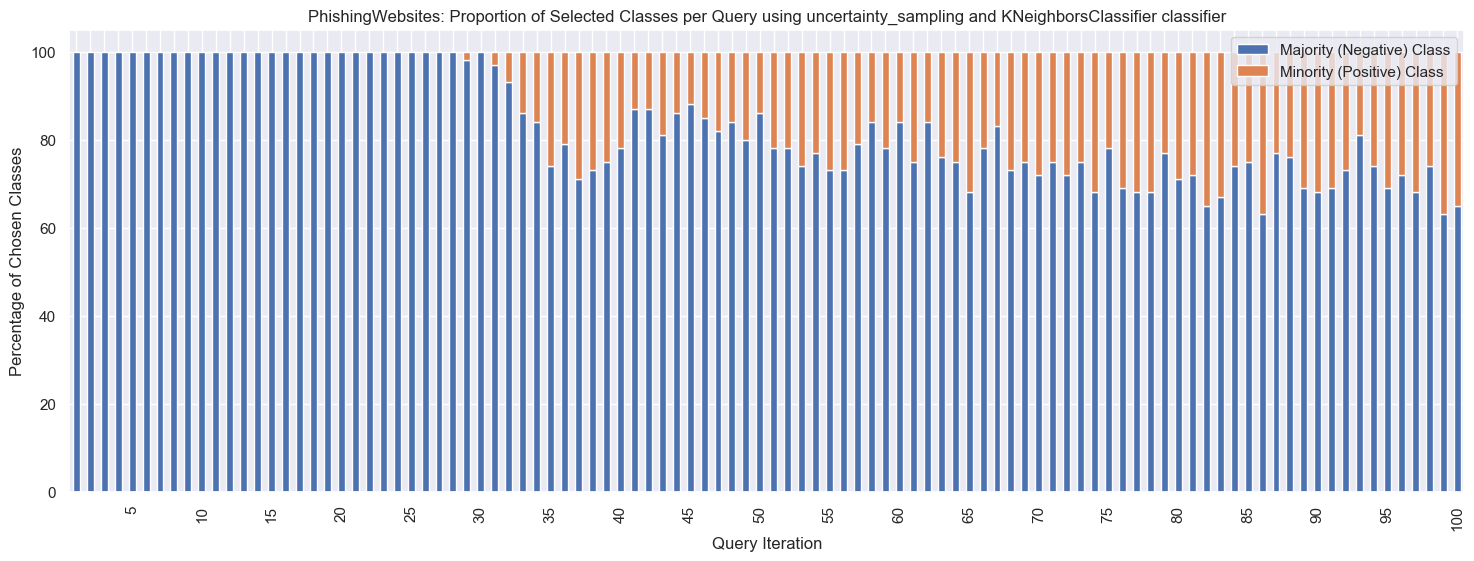 PhishingWebsites: Proportion of Selected Classes per Query using uncertainty_sampling and KNeighborsClassifier classifier
Majority (Negative) Class
Minority (Positive) Class
Percentage of Chosen Classes
100
80
60
40
20
0
5 10 15 20 25 30 35 40 45 50 55 60 65 70 75 80 85 90 95 100
Query Iteration